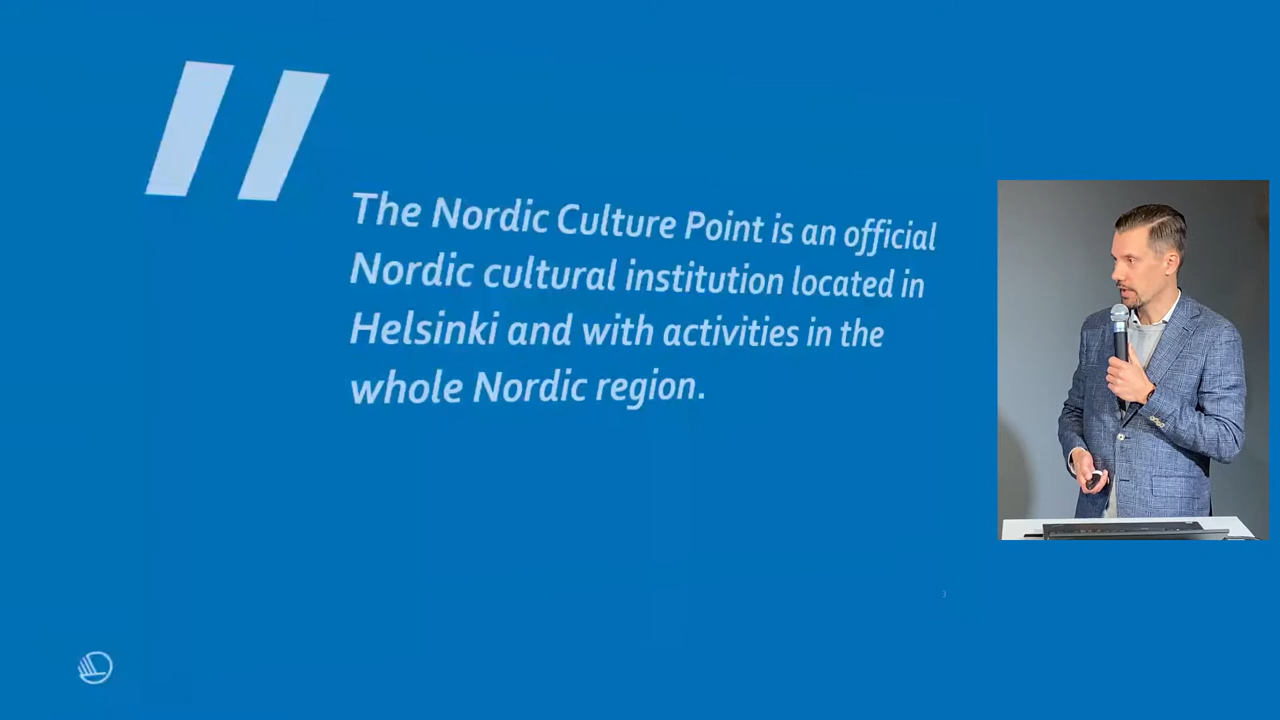 The Nordic Culture Point is an official
Nordic cultural institution located in
Helsinki and with activities in the
whole Nordic region.
3